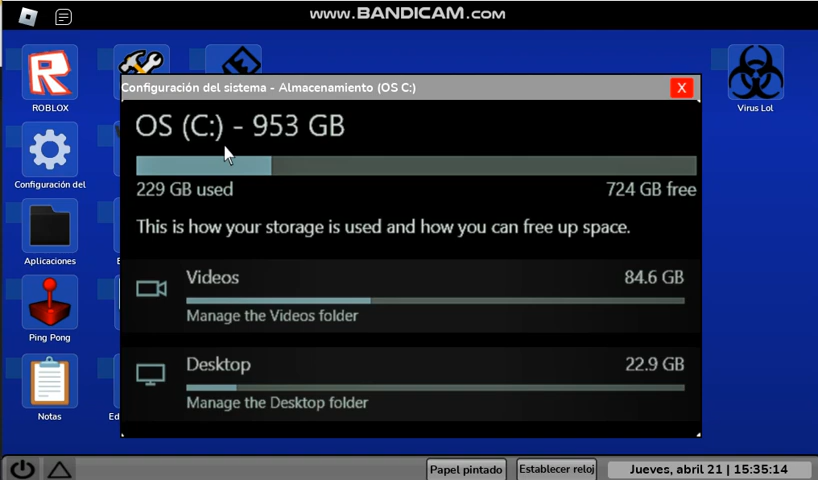 www.BANDICAM.com
ROBLOX
Virus Lol
Configuración del sistema - Almacenamiento (OS C:)
X
OS (C:) - 953 GB
229 GB used
724 GB free
This is how your storage is used and how you can free up space.
Configuración del
Aplicaciones
Videos
84.6 GB
Manage the Videos folder
Ping Pong
Desktop
22.9 GB
Manage the Desktop folder
Notas
Ed
Papel pintado
Establecer reloj
Jueves, abril 21 | 15:35:14